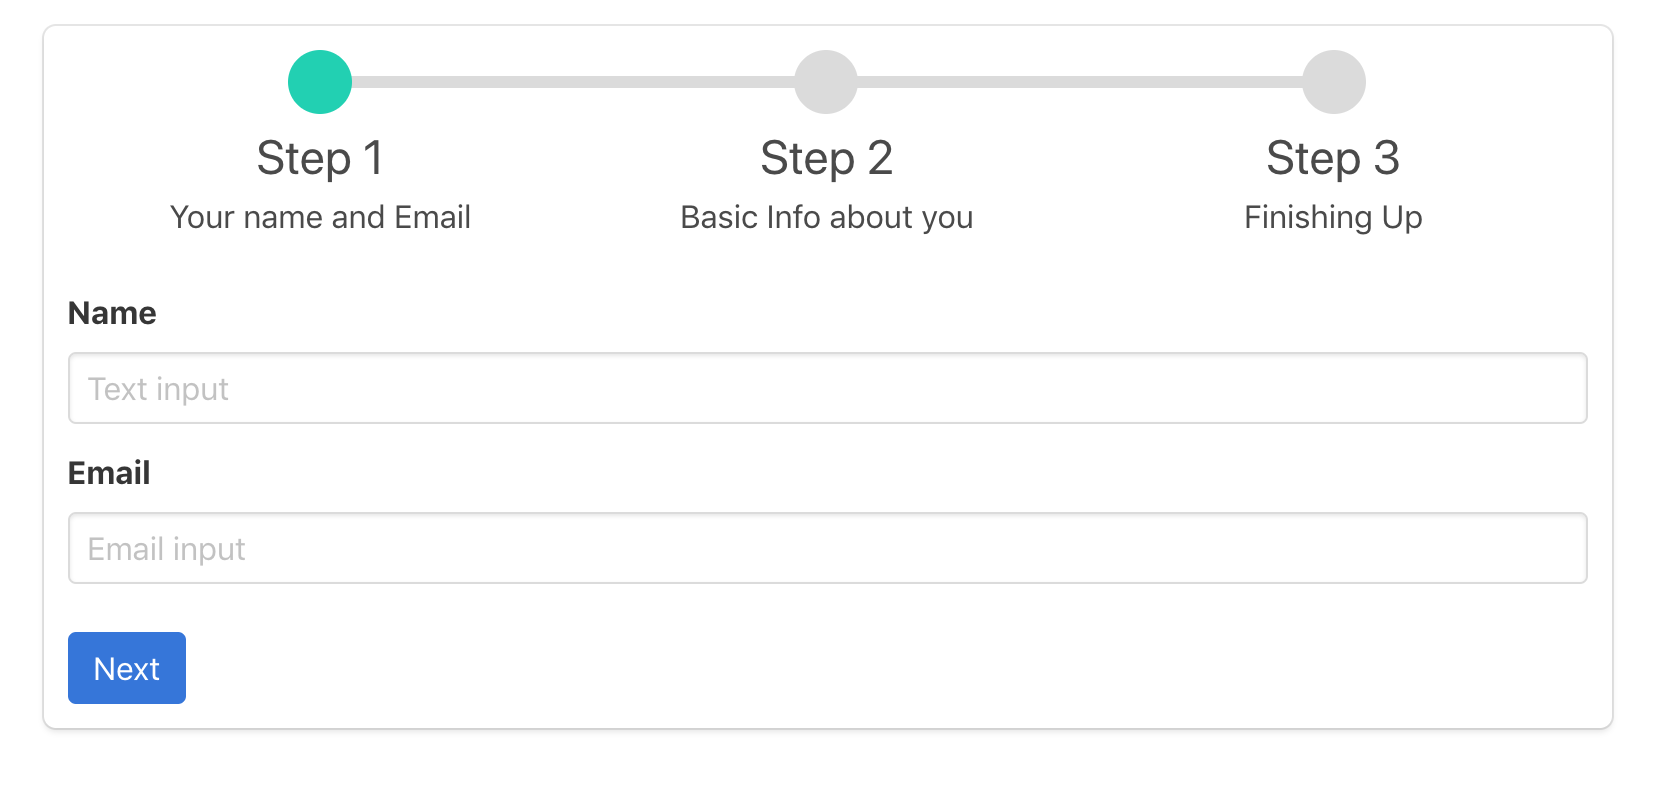 Step 1 Step 2 Step 3
Your name and Email Basic Info about you Finishing Up
Name
Text input
Email
Email input
Next